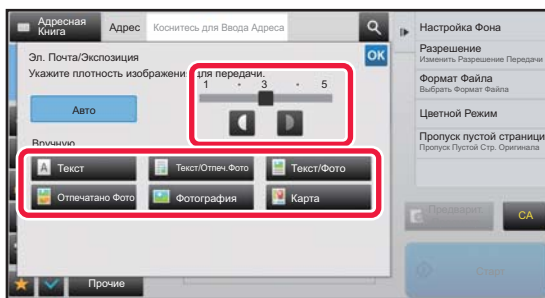 Адресная Книга
Адрес
Коснитесь для Ввода Адреса
Настройка Фона
Разрешение
Изменить Разрешение Передачи
Формат Файла
Выбрать Формат Файла
Цветной Режим
Пропуск пустой страницы
Пропуск Пустой Стр. Оригинала
Предварит.
CA
Старт
Эл. Почта/Экспозиция
OK
Укажите плотность изображения для передачи.
1 • 3 • 5
Авто
Вручную
A Текст
Текст/Отпеч.Фото
Текст/Фото
Отпечатано Фото
Фотография
Карта
Прочие